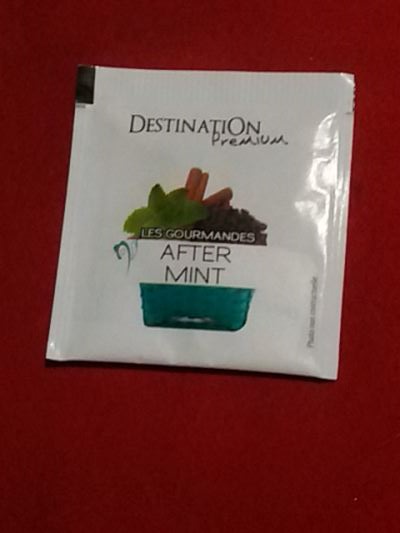 DESTINATION
Premium
LES GOURMANDES
AFTER
MINT